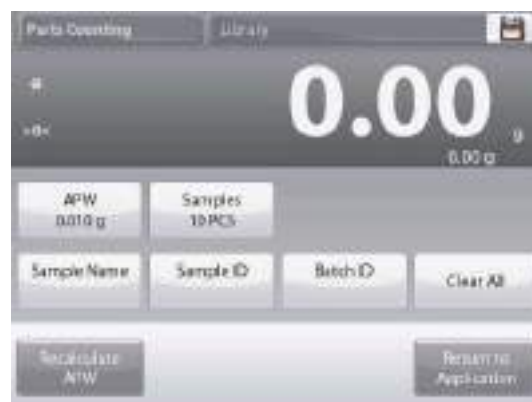 Parts Counting
Library
0.00 g
0.00 g
APW
0.010 g
Samples
10 PCS
Sample Name
Sample ID
Batch ID
Clear All
Recalculate
APW
Return to
Application